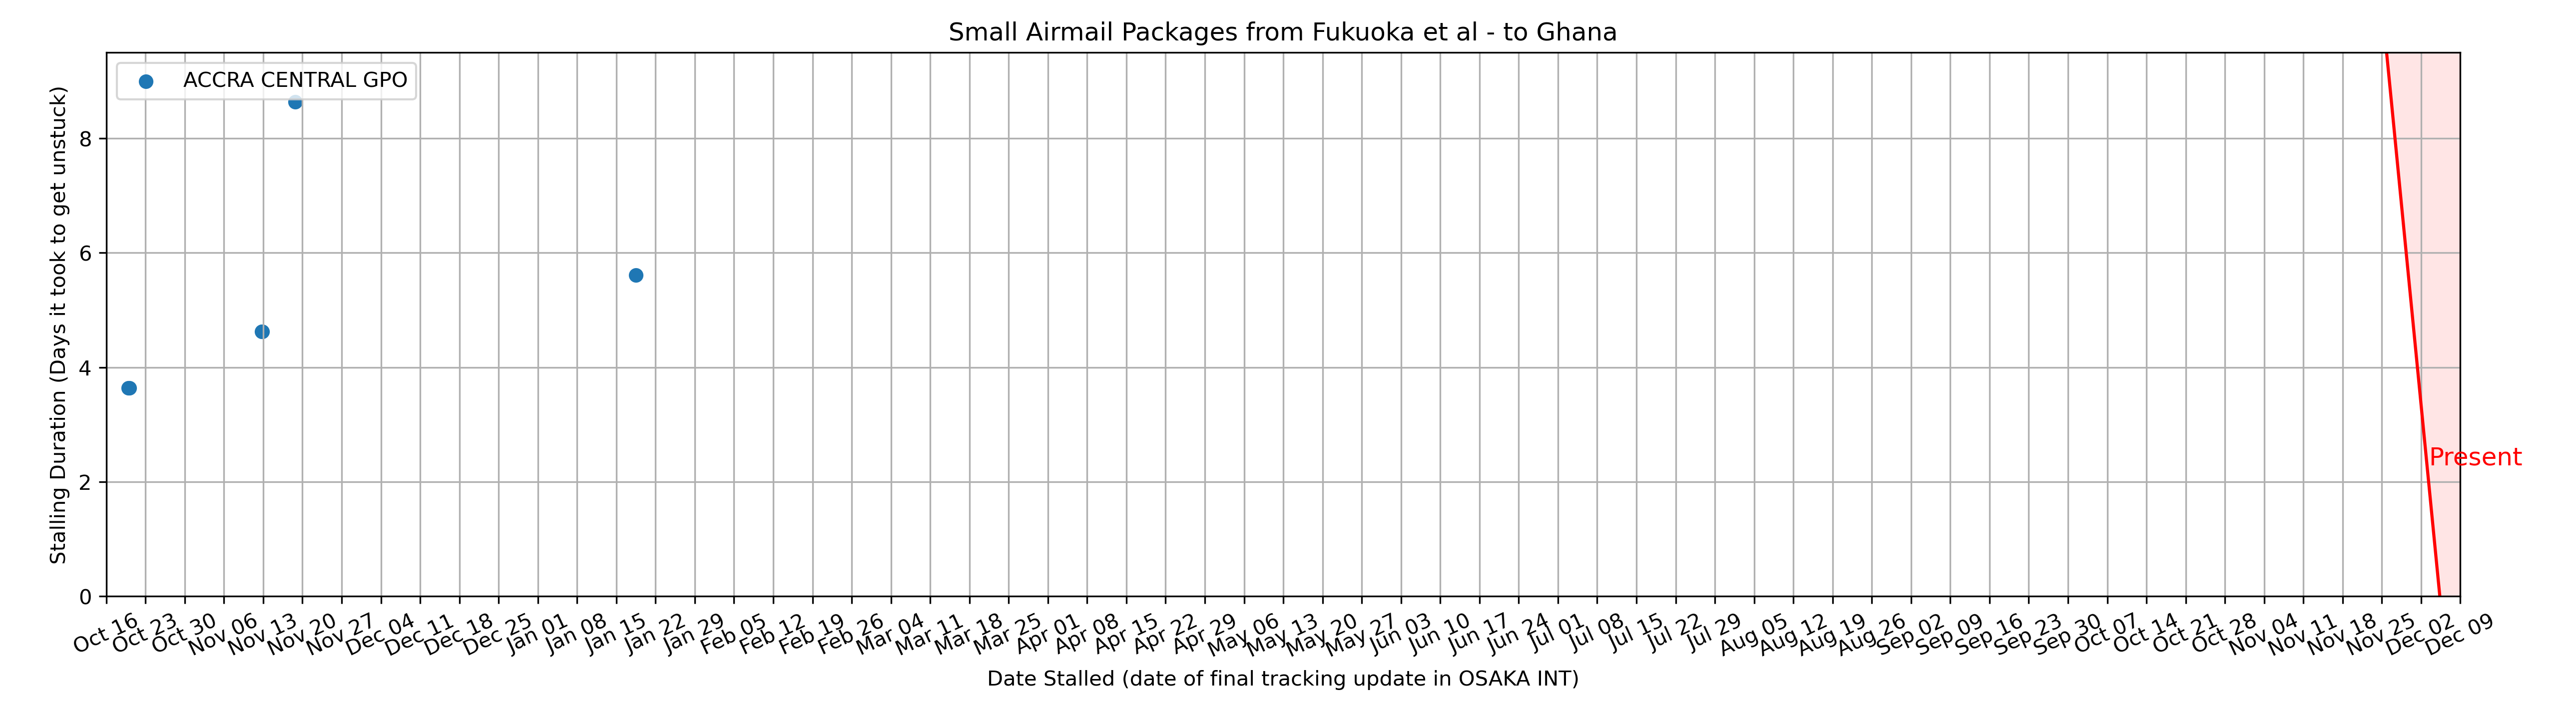 Small Airmail Packages from Fukuoka et al - to Ghana
ACCRA CENTRAL GPO
Stalling Duration (Days it took to get unstuck)
8
6
4
2
0
Present
Oct 16
Oct 23
Oct 30
Nov 06
Nov 13
Nov 20
Nov 27
Dec 04
Dec 11
Dec 18
Dec 25
Jan 01
Jan 08
Jan 15
Jan 22
Jan 29
Feb 05
Feb 12
Feb 19
Feb 26
Mar 04
Mar 11
Mar 18
Mar 25
Apr 01
Apr 08
Apr 15
Apr 22
Apr 29
May 06
May 13
May 20
May 27
Jun 03
Jun 10
Jun 17
Jun 24
Jul 01
Jul 08
Jul 15
Jul 22
Jul 29
Aug 05
Aug 12
Aug 19
Aug 26
Sep 02
Sep 09
Sep 16
Sep 23
Sep 30
Oct 07
Oct 14
Oct 21
Oct 28
Nov 04
Nov 11
Nov 18
Nov 25
Dec 02
Dec 09
Date Stalled (date of final tracking update in OSAKA INT)